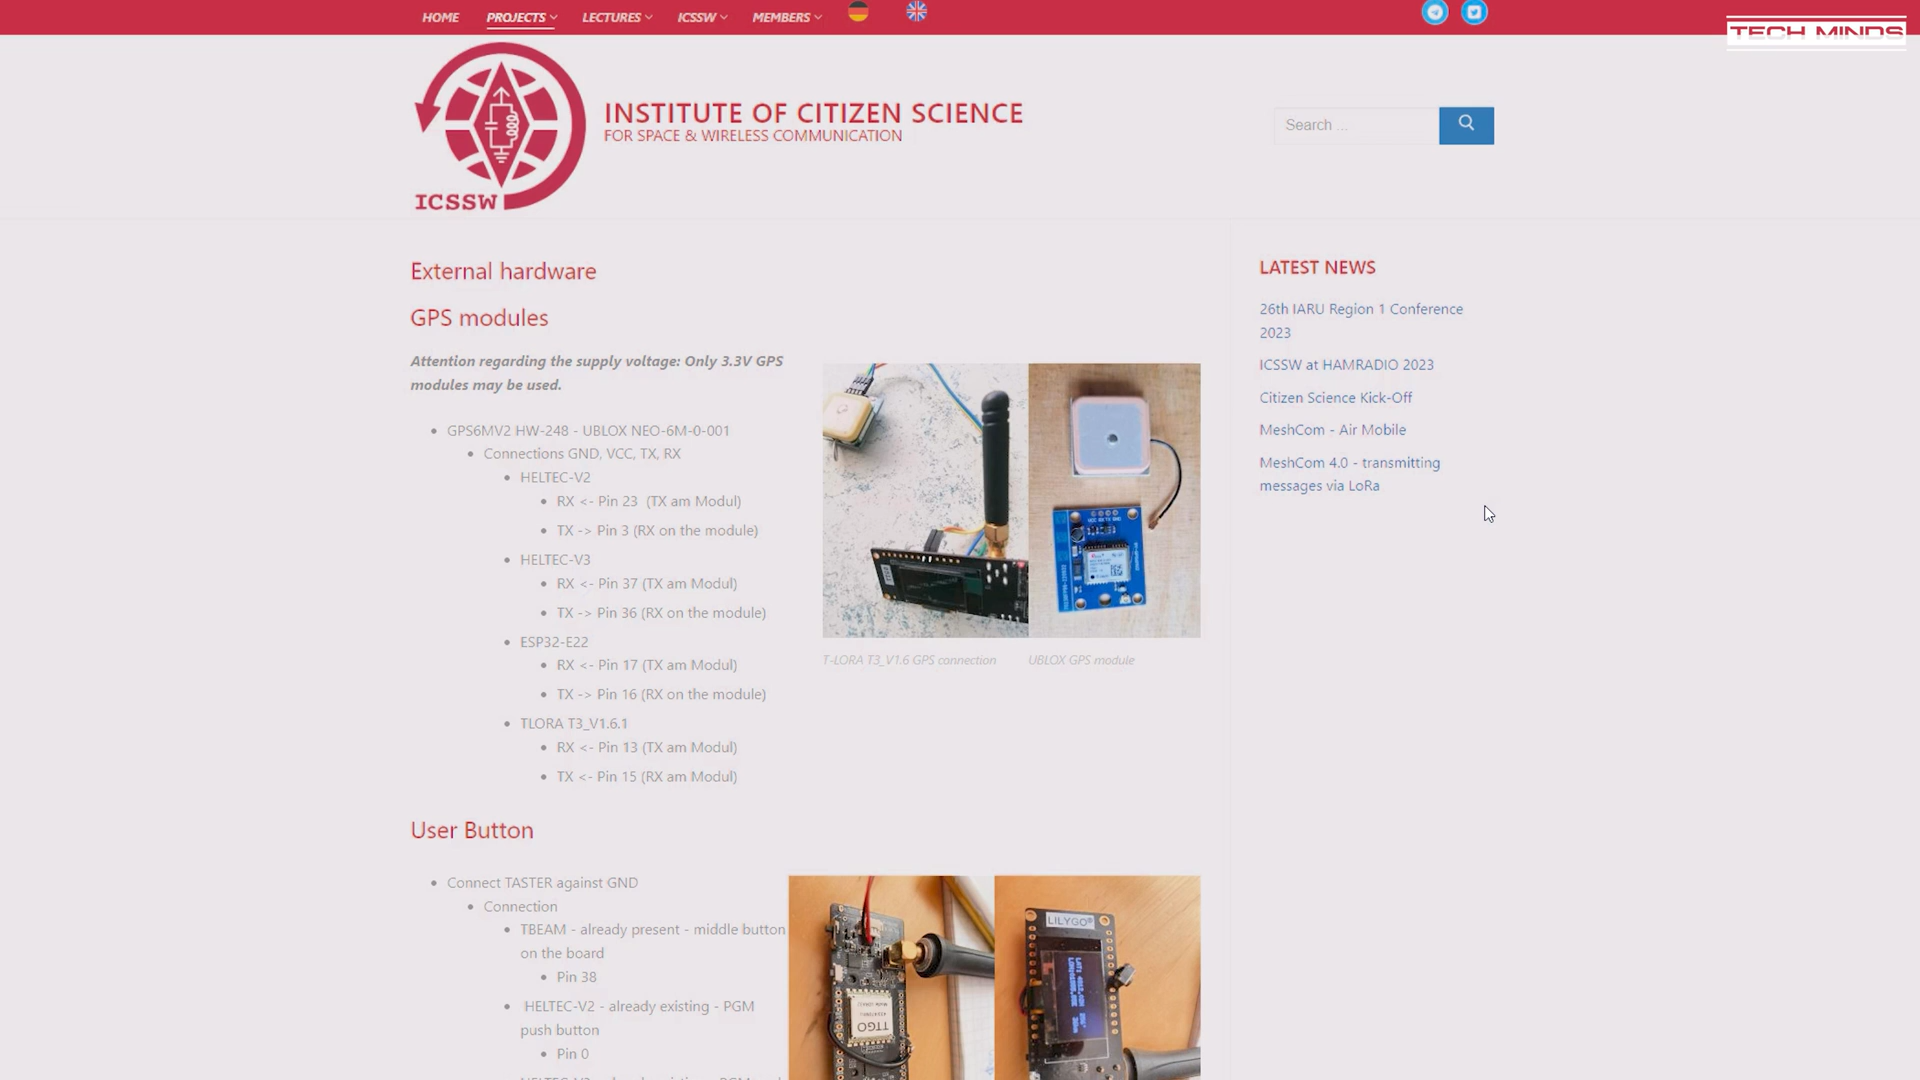 HOME PROJECTS LECTURES ICSSW MEMBERS
TECH MINDS
INSTITUTE OF CITIZEN SCIENCE
FOR SPACE & WIRELESS COMMUNICATION
ICSSW
Search ...
External hardware
GPS modules
Attention regarding the supply voltage: Only 3.3V GPS
modules may be used.
GPS6MV2 HW-248 - UBLOX NEO-6M-0-001
Connections GND, VCC, TX, RX
HELTEC-V2
RX <- Pin 23 (TX am Modul)
TX -> Pin 3 (RX on the module)
HELTEC-V3
RX <- Pin 37 (TX am Modul)
TX -> Pin 36 (RX on the module)
ESP32-E22
RX <- Pin 17 (TX am Modul)
TX -> Pin 16 (RX on the module)
TLORA T3_V1.6.1
RX <- Pin 13 (TX am Modul)
TX <- Pin 15 (RX am Modul)
T-LORA T3_V1.6 GPS connection
UBLOX GPS module
LATEST NEWS
26th IARU Region 1 Conference
2023
ICSSW at HAMRADIO 2023
Citizen Science Kick-Off
MeshCom - Air Mobile
MeshCom 4.0 - transmitting
messages via LoRa
User Button
Connect TASTER against GND
Connection
TBEAM - already present - middle button
on the board
Pin 38
HELTEC-V2 - already existing - PGM
push button
Pin 0
TTGO
LILYGO®